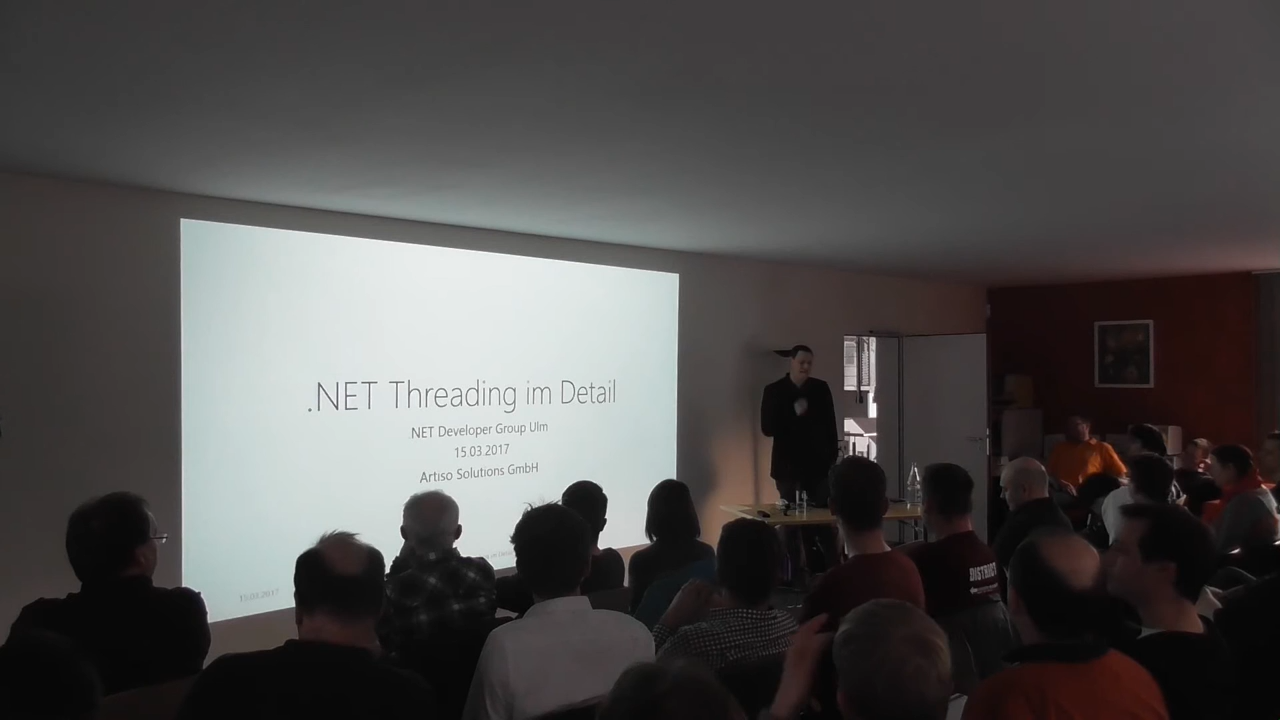 .NET Threading im Detail
.NET Developer Group Ulm
15.03.2017
Artiso Solutions GmbH
15.03.2017
DISTRICT